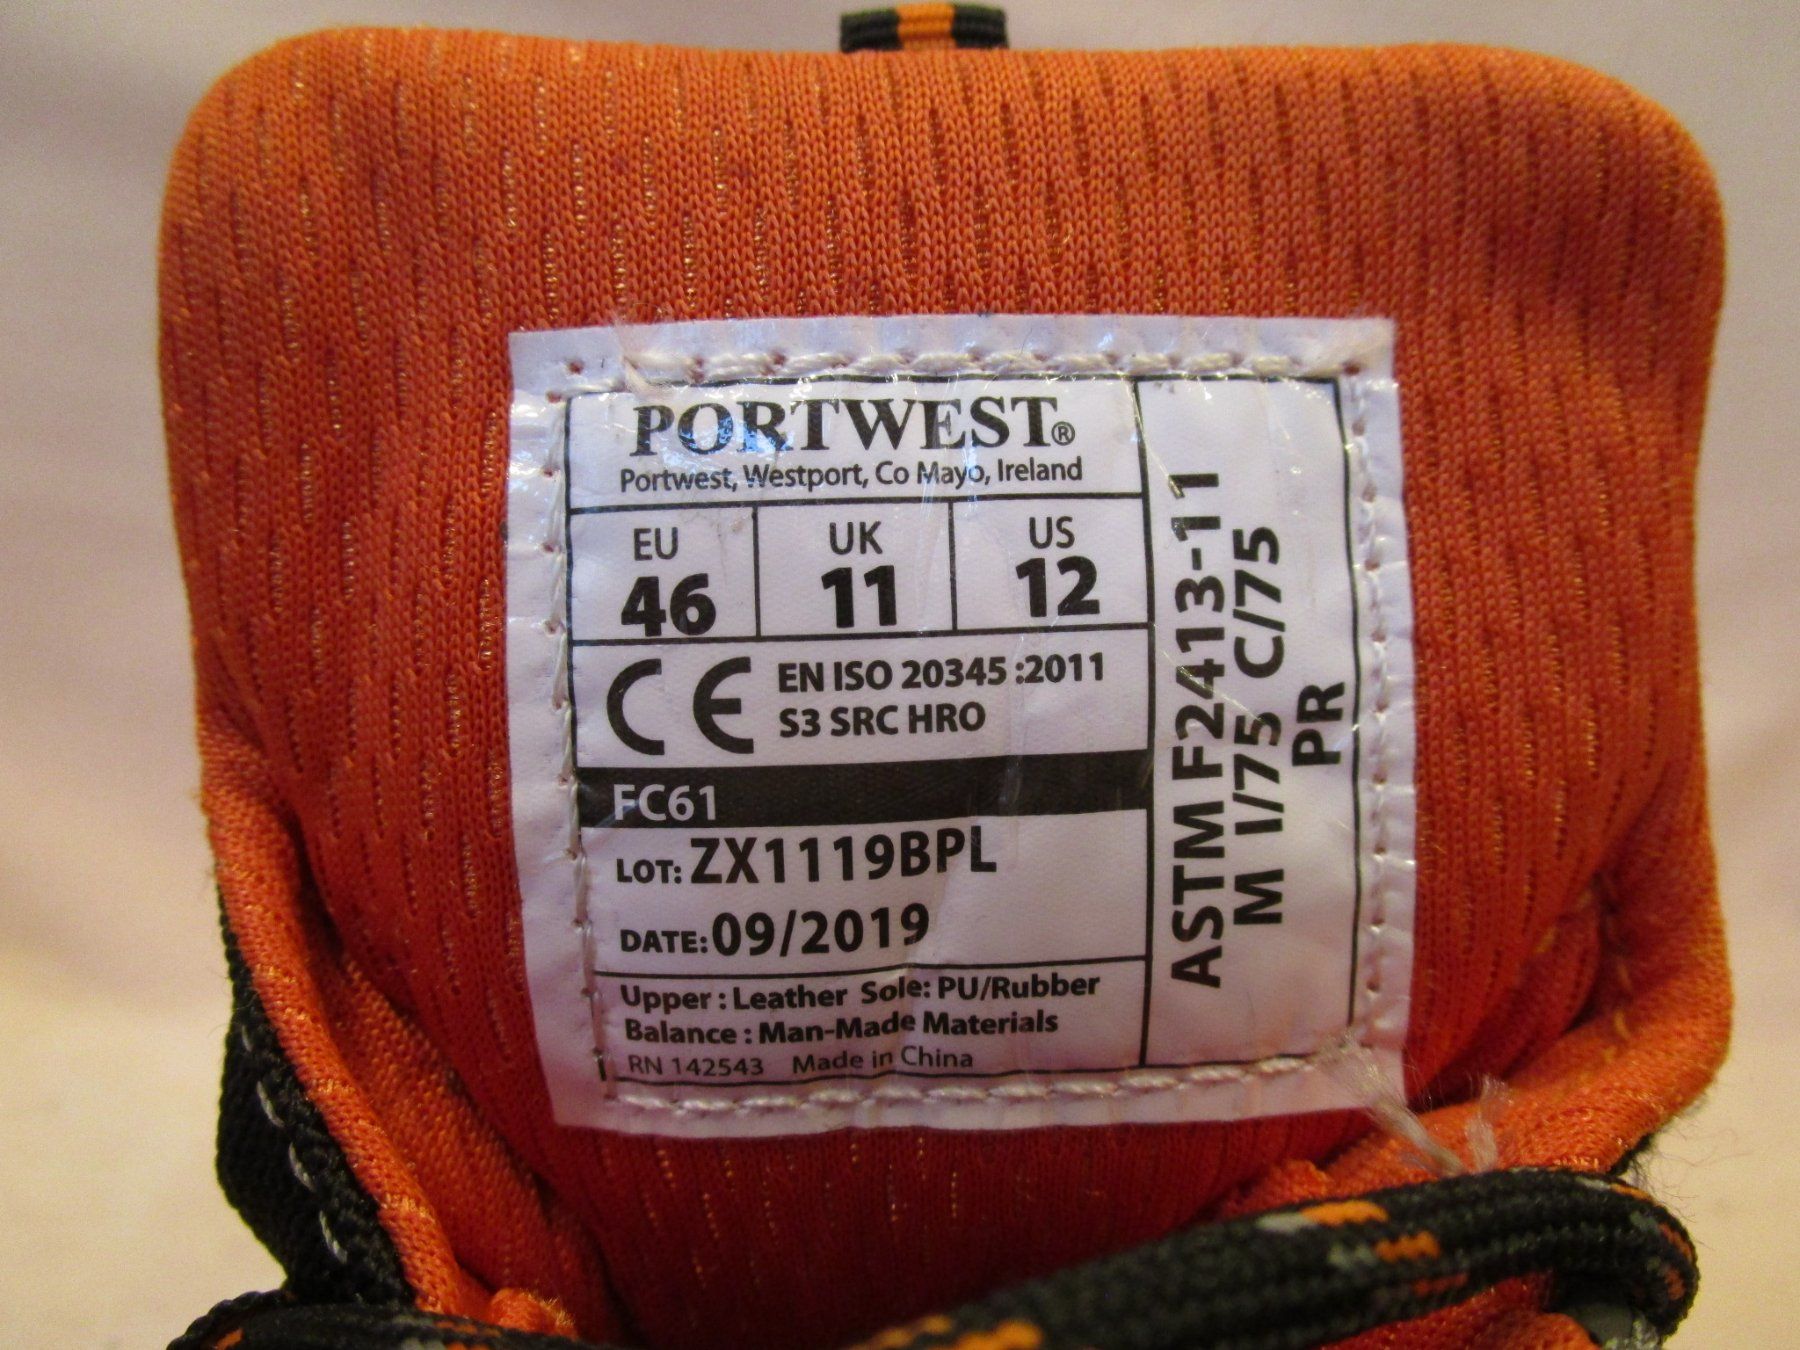 PORTWEST®
Portwest, Westport, Co Mayo, Ireland
EU UK US
46 11 12
CE EN ISO 20345 :2011
S3 SRC HRO
FC61
LOT: ZX1119BPL
DATE: 09/2019
Upper : Leather Sole: PU/Rubber
Balance : Man-Made Materials
RN 142543 Made in China
ASTM F2413-11
M I/75 C/75
PR